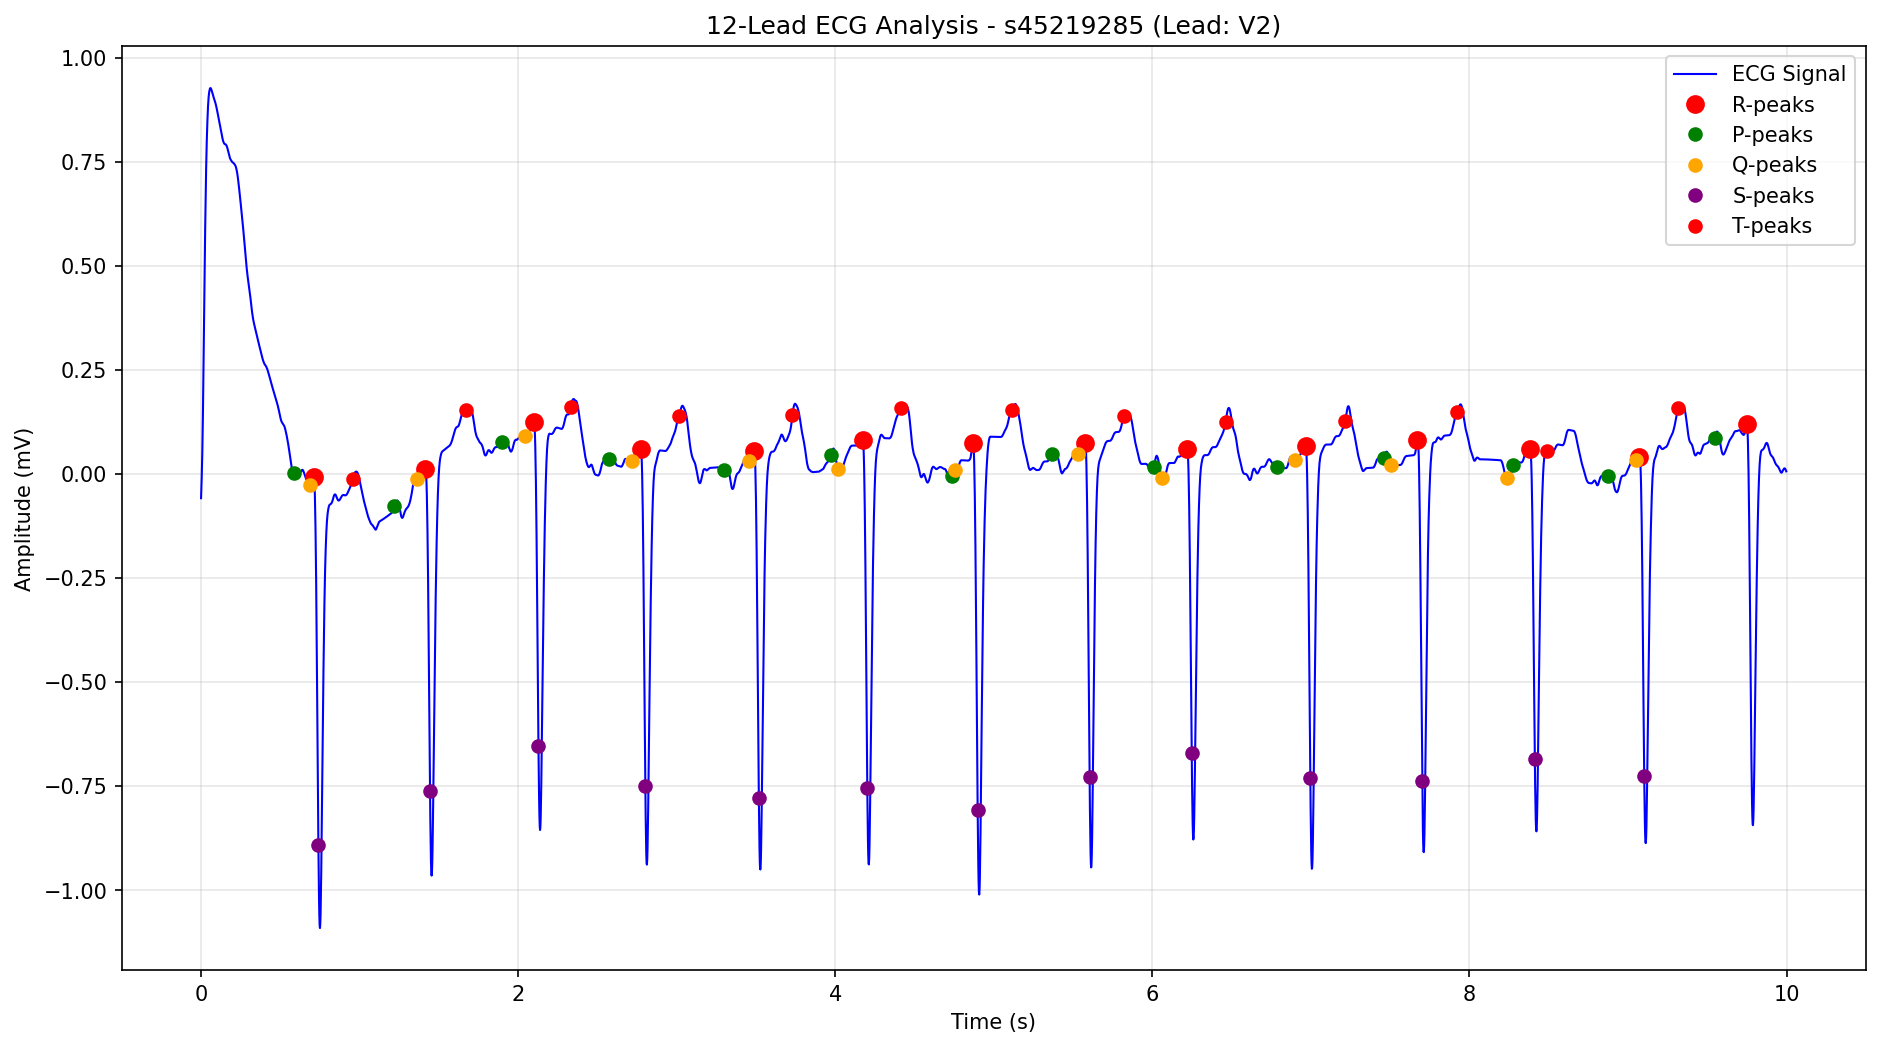 12-Lead ECG Analysis - s45219285 (Lead: V2)
ECG Signal
R-peaks
P-peaks
Q-peaks
S-peaks
T-peaks
Amplitude (mV)
1.00
0.75
0.50
0.25
0.00
−0.25
−0.50
−0.75
−1.00
0
2
4
6
8
10
Time (s)